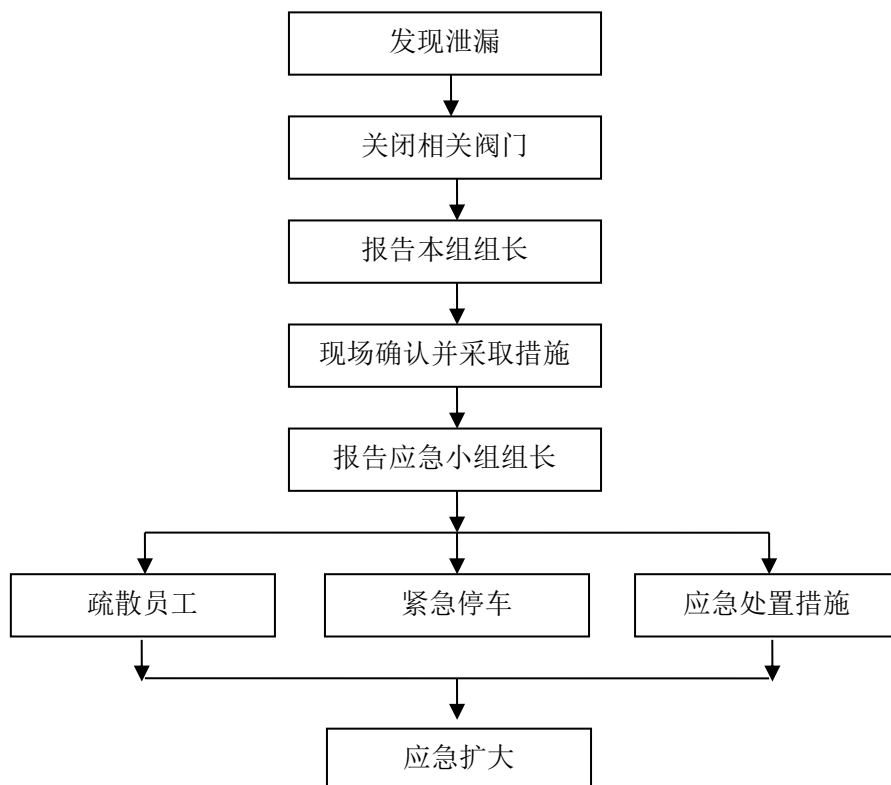 发现泄漏
关闭相关阀门
报告本组组长
现场确认并采取措施
报告应急小组组长
疏散员工
紧急停车
应急处置措施
应急扩大